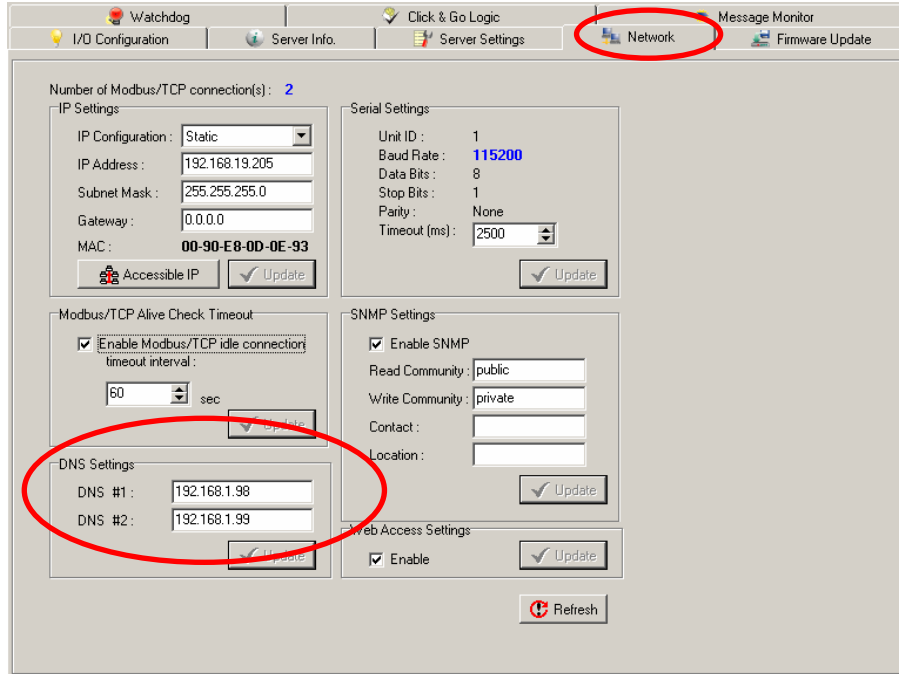 Watchdog
Click & Go Logic
Message Monitor
I/O Configuration
Server Info.
Server Settings
Network
Firmware Update
Number of Modbus/TCP connection(s) : 2
IP Settings
IP Configuration : Static
IP Address : 192.168.19.205
Subnet Mask : 255.255.255.0
Gateway : 0.0.0.0
MAC : 00-90-E8-0D-0E-93
Accessible IP
Update
Serial Settings
Unit ID : 1
Baud Rate : 115200
Data Bits : 8
Stop Bits : 1
Parity : None
Timeout (ms) : 2500
Update
Modbus/TCP Alive Check Timeout
Enable Modbus/TCP idle connection
timeout interval :
60 sec
Update
SNMP Settings
Enable SNMP
Read Community : public
Write Community : private
Contact :
Location :
Update
DNS Settings
DNS #1 : 192.168.1.98
DNS #2 : 192.168.1.99
Update
Web Access Settings
Enable
Update
Refresh